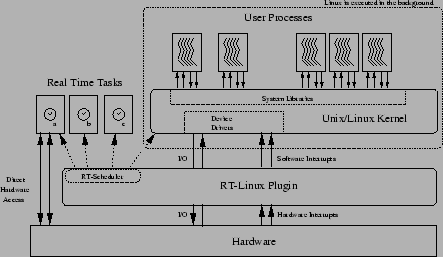 Linux is executed in the background
User Processes
Real Time Tasks
System Libraries
Unix/Linux Kernel
Device
Drivers
a
b
c
I/O
Software Interrupts
RT-Scheduler
Direct
Hardware
Access
RT-Linux Plugin
I/O
Hardware Interrupts
Hardware